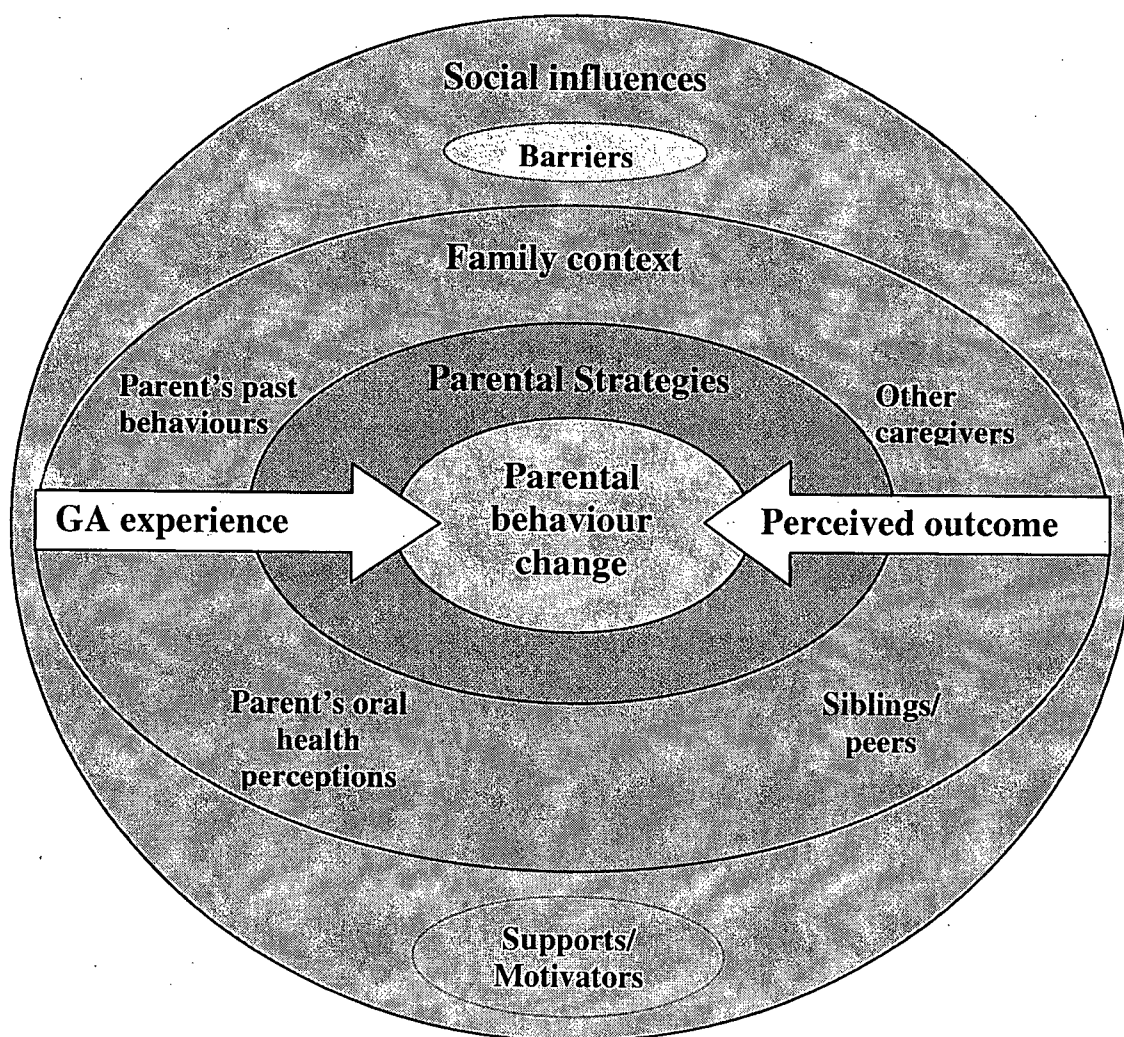 Social influences
Barriers
Family context
Parent's past
behaviours
Parental Strategies
Other
caregivers
GA experience
Parental
behaviour
change
Perceived outcome
Parent's oral
health
perceptions
Siblings/
peers
Supports/
Motivators